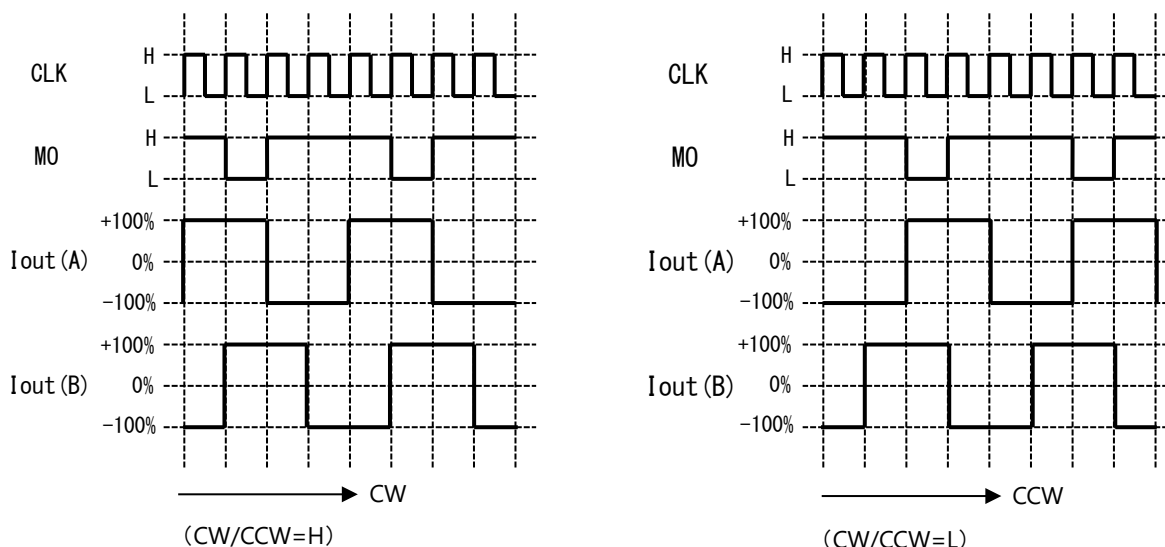 CLK
H
L
MO
H
L
Iout(A)
+100%
0%
-100%
Iout(B)
+100%
0%
-100%
CW
(CW/CCW=H)
CLK
H
L
MO
H
L
Iout(A)
+100%
0%
-100%
Iout(B)
+100%
0%
-100%
CCW
(CW/CCW=L)